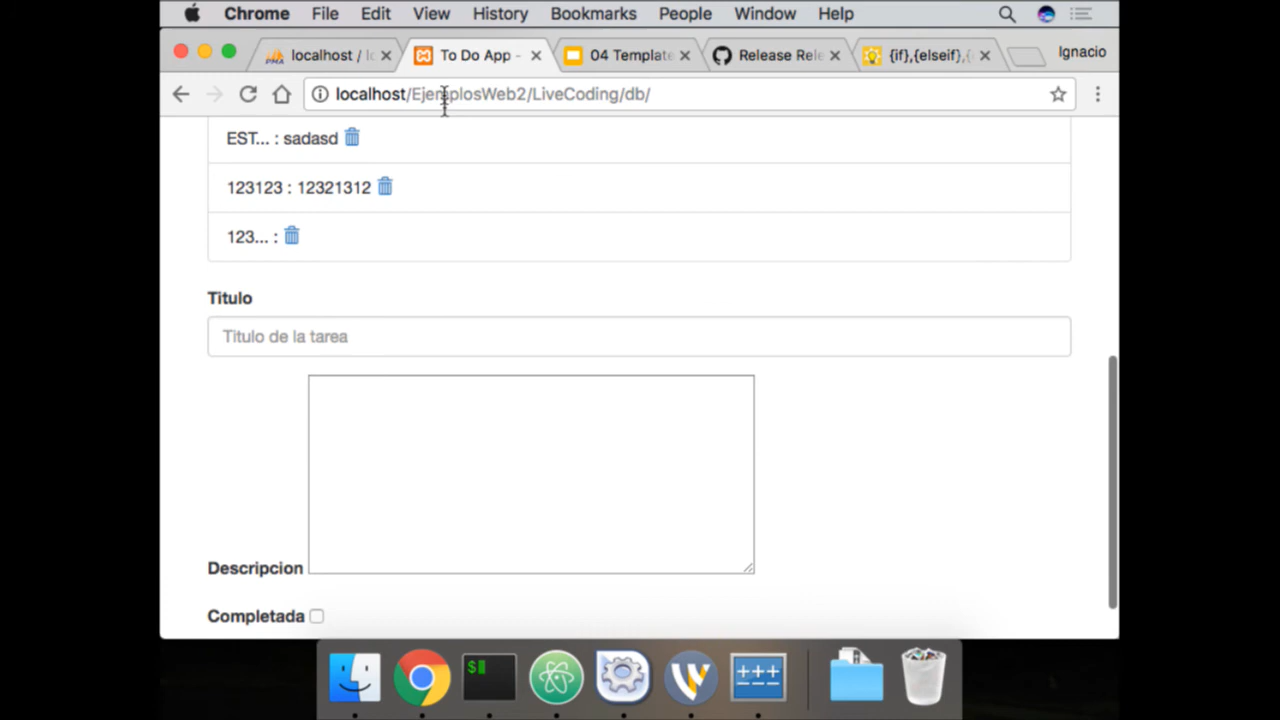 Chrome File Edit View History Bookmarks People Window Help
localhost / lo
To Do App -
04 Template
Release Rele
{if},{elseif},{
Ignacio
localhost/EjemplosWeb2/LiveCoding/db/
EST... : sadasd
123123 : 12321312
123... :
Titulo
Titulo de la tarea
Descripcion
Completada